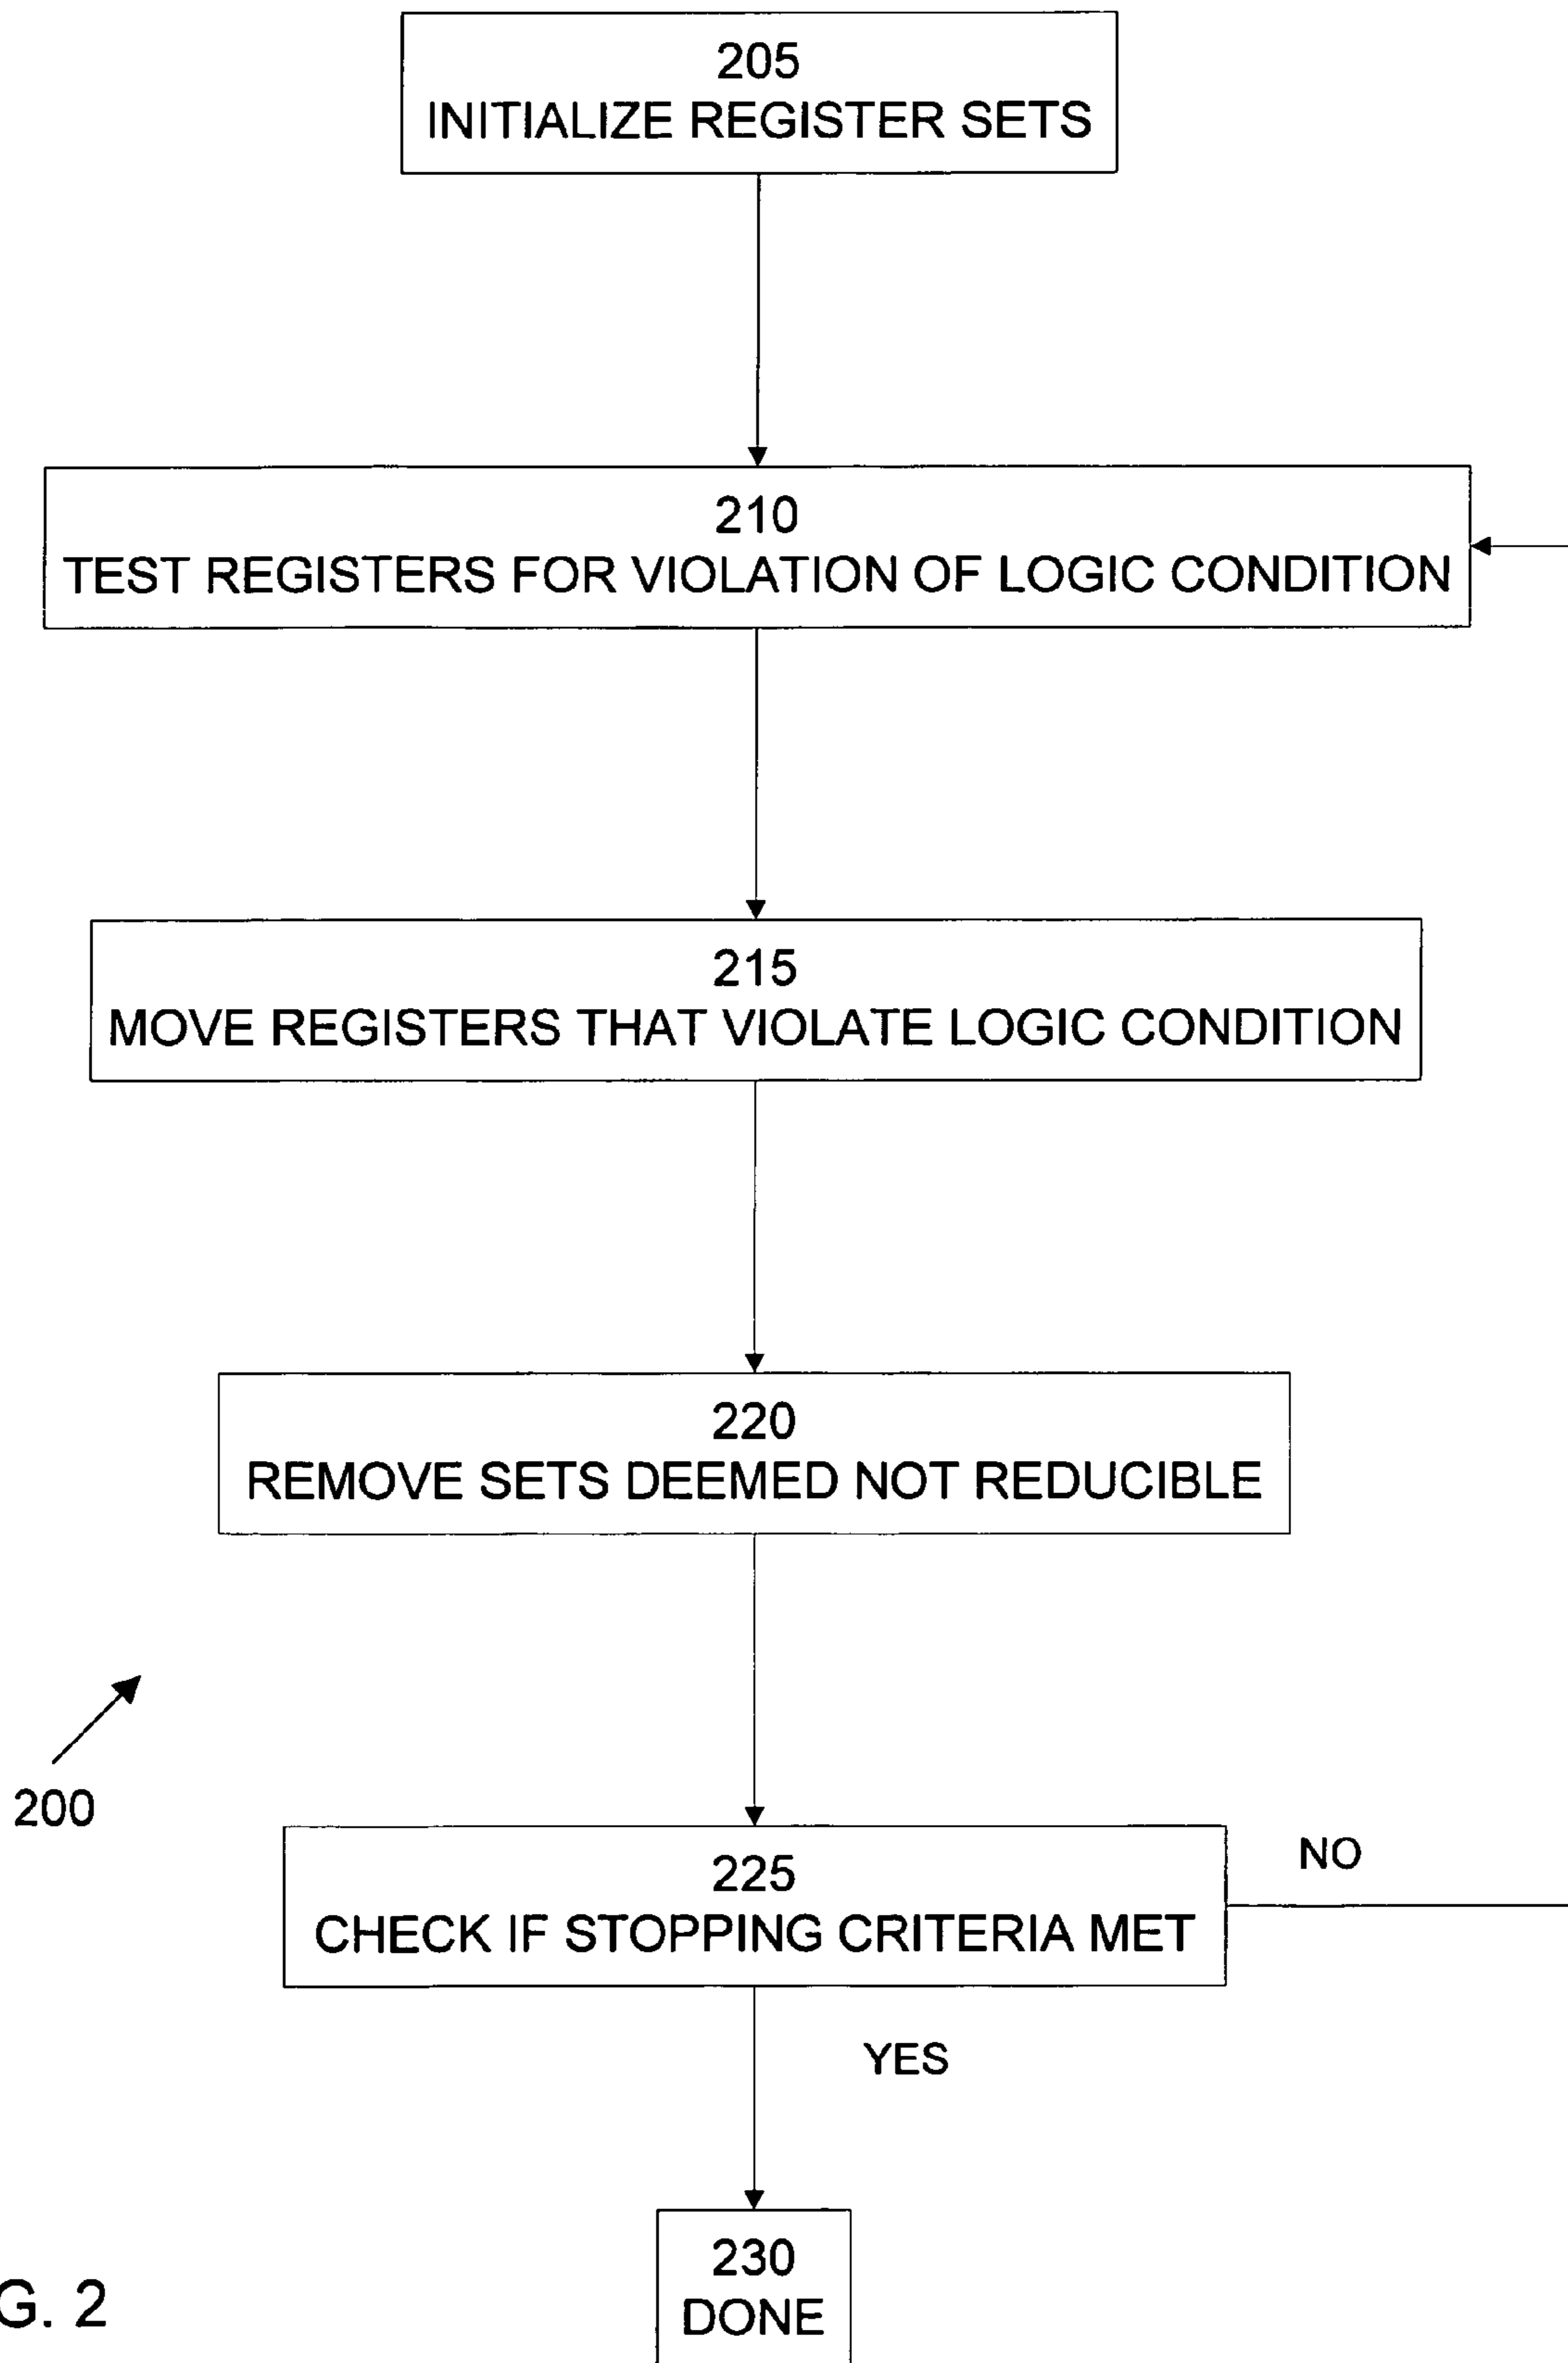 205
INITIALIZE REGISTER SETS
210
TEST REGISTERS FOR VIOLATION OF LOGIC CONDITION
215
MOVE REGISTERS THAT VIOLATE LOGIC CONDITION
220
REMOVE SETS DEEMED NOT REDUCIBLE
200
225
CHECK IF STOPPING CRITERIA MET
NO
YES
230
DONE
G. 2